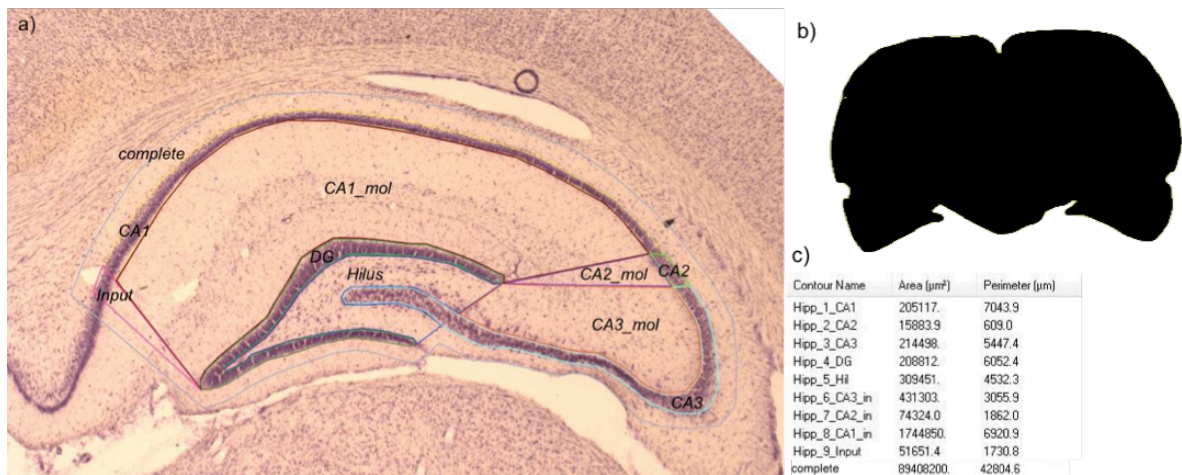 a)
complete
CA1_mol
CA1
DG
Hilus
CA2_mol
CA2
Input
CA3_mol
CA3
b)
c)
Contour Name Area (µm²) Perimeter (µm)
Hipp_1_CA1 205117. 7043.9
Hipp_2_CA2 15883.9 609.0
Hipp_3_CA3 214498. 5447.4
Hipp_4_DG 208812. 6052.4
Hipp_5_Hil 309451. 4532.3
Hipp_6_CA3_in 431303. 3055.9
Hipp_7_CA2_in 74324.0 1862.0
Hipp_8_CA1_in 1744850. 6920.9
Hipp_9_Input 51651.4 1730.8
complete 89408200. 42804.6